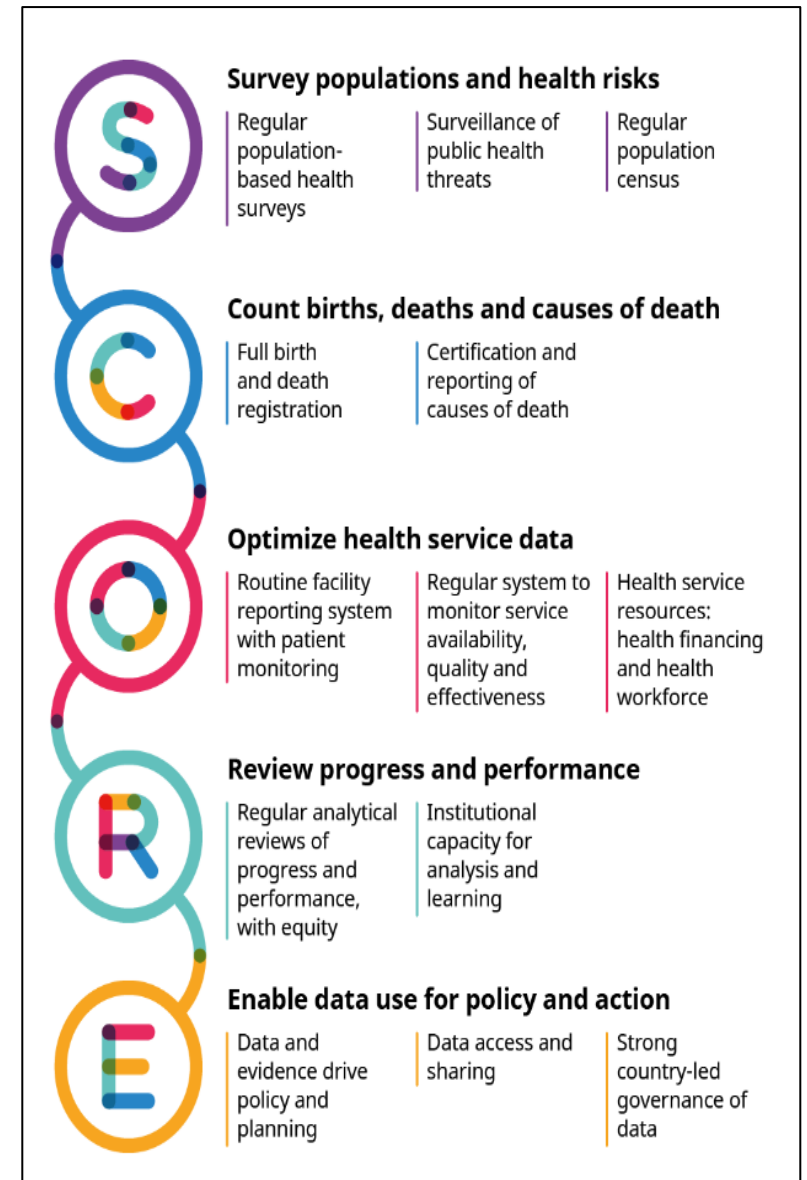 S
Survey populations and health risks
Regular
population-
based health
surveys
Surveillance of
public health
threats
Regular
population
census
C
Count births, deaths and causes of death
Full birth
and death
registration
Certification and
reporting of
causes of death
O
Optimize health service data
Routine facility
reporting system
with patient
monitoring
Regular system to
monitor service
availability,
quality and
effectiveness
Health service
resources:
health financing
and health
workforce
R
Review progress and performance
Regular analytical
reviews of
progress and
performance,
with equity
Institutional
capacity for
analysis and
learning
E
Enable data use for policy and action
Data and
evidence drive
policy and
planning
Data access and
sharing
Strong
country-led
governance of
data